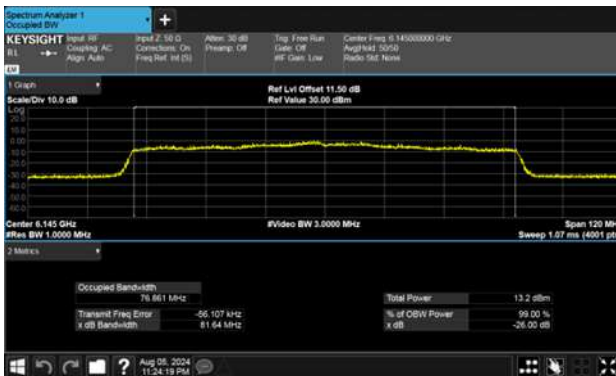 Spectrum Analyzer 1
Occupied BW
KEYSIGHT Input: RF Input Z: 50 Ω Atten: 30 dB Trig: Free Run Center Freq: 6.145000000 GHz
RL Coupling: AC Corrections: On Preamp: Off Gate: Off Avg|Hold: 50/50
Align: Auto Freq Ref: Int (S) #IF Gain: Low Radio Std: None
LXI
1 Graph
Ref Lvl Offset 11.50 dB
Scale/Div 10.0 dB Ref Value 30.00 dBm
Log
20.0
10.0
0.00
-10.0
-20.0
-30.0
-40.0
-50.0
-60.0
Center 6.145 GHz #Video BW 3.0000 MHz Span 120 MH
#Res BW 1.0000 MHz Sweep 1.07 ms (4001 pt
2 Metrics
Occupied Bandwidth
76.861 MHz Total Power 13.2 dBm
Transmit Freq Error -56.107 kHz % of OBW Power 99.00 %
x dB Bandwidth 81.64 MHz x dB -26.00 dB
Aug 05, 2024
11:24:19 PM